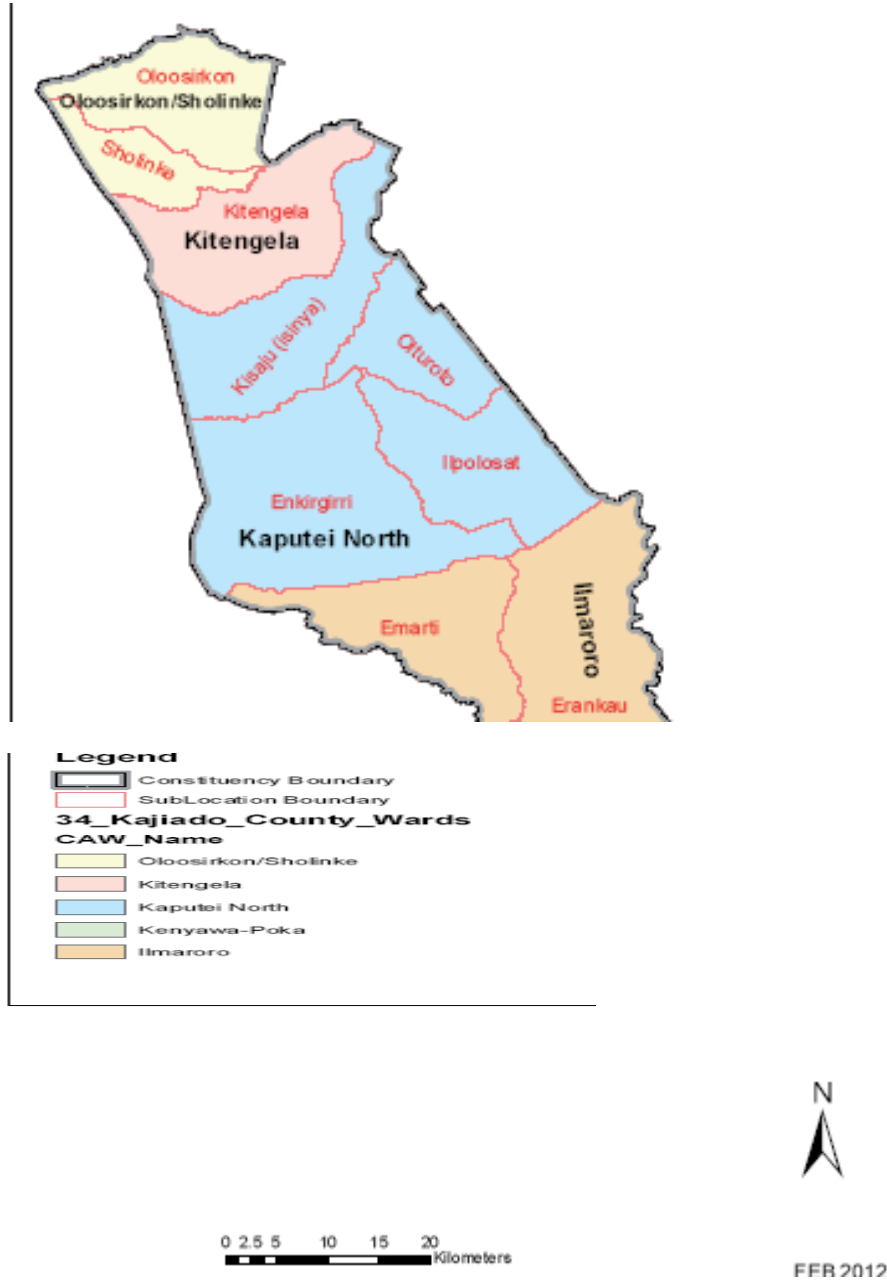 Oloosirkon
Oloosirkon/Sholinke
Sholinke
Kitengela
Kitengela
Kisaju (isinya)
Olturoto
Ilpolosat
Enkirgirri
Kaputei North
Emarti
Ilmaroro
Erankau
Legend
Constituency Boundary
SubLocation Boundary
34_Kajiado_County_Wards
CAW_Name
Oloosirkon/Sholinke
Kitengela
Kaputei North
Kenyawa-Poka
Ilmaroro
N
0 2.5 5 10 15 20
Kilometers
FEB 2012